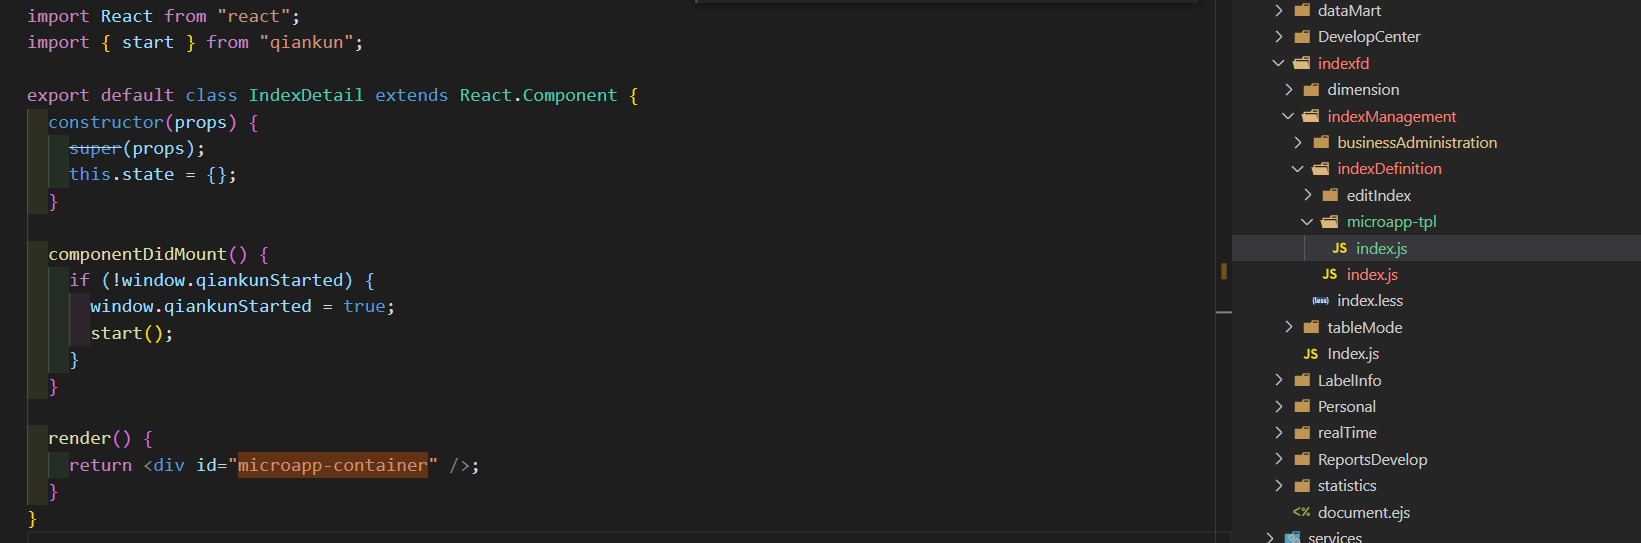 import React from "react";
import { start } from "qiankun";
export default class IndexDetail extends React.Component {
constructor(props) {
super(props);
this.state = {};
}
componentDidMount() {
if (!window.qiankunStarted) {
window.qiankunStarted = true;
start();
}
}
render() {
return <div id="microapp-container" />;
}
}
dataMart
DevelopCenter
indexfd
dimension
indexManagement
businessAdministration
indexDefinition
editIndex
microapp-tpl
JS index.js
JS index.js
{less} index.less
tableMode
JS Index.js
LabelInfo
Personal
realTime
ReportsDevelop
statistics
<% document.ejs
services